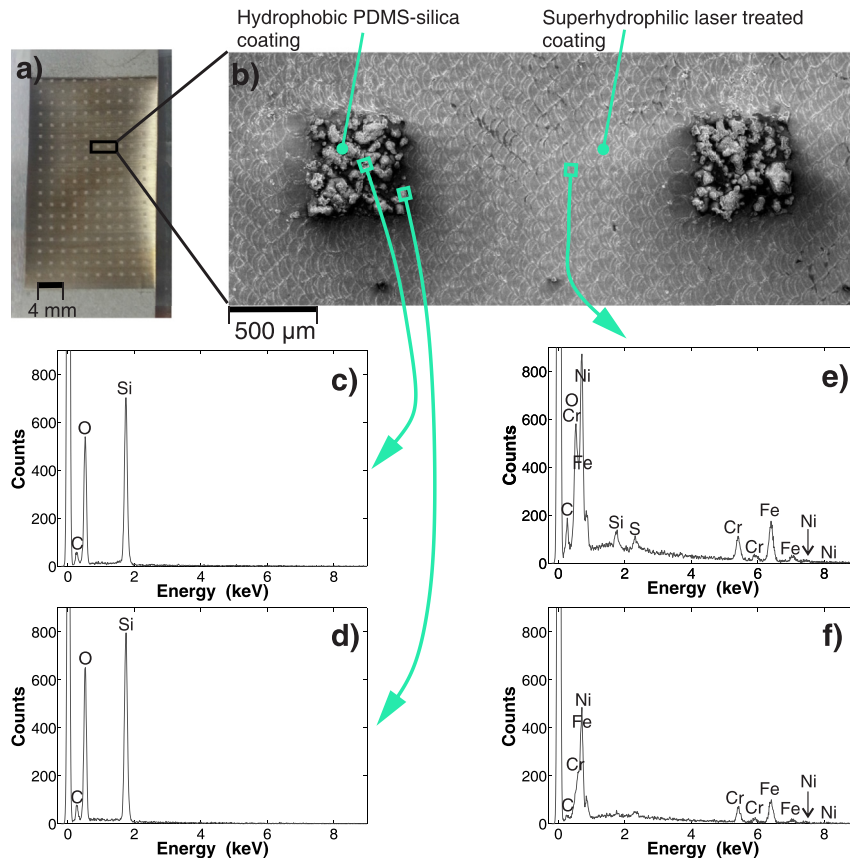 Hydrophobic PDMS-silica
coating
Superhydrophilic laser treated
coating
a)
b)
4 mm
500 µm
c)
800
600
400
200
0
Counts
C
O
Si
0 2 4 6 8
Energy (keV)
e)
800
600
400
200
0
Counts
Ni
O
Cr
Fe
C
Si
S
Cr
Cr
Fe
Fe
Ni
Ni
0 2 4 6 8
Energy (keV)
d)
800
600
400
200
0
Counts
C
O
Si
0 2 4 6 8
Energy (keV)
f)
800
600
400
200
0
Counts
Ni
Fe
Cr
C
Cr
Cr
Fe
Fe
Ni
Ni
0 2 4 6 8
Energy (keV)